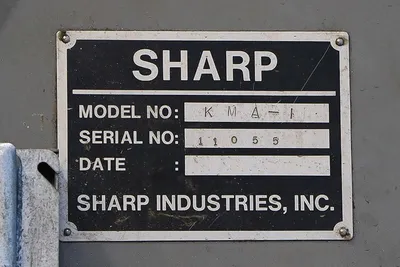 SHARP
MODEL NO: KMA-1
SERIAL NO: 11055
DATE :
SHARP INDUSTRIES, INC.